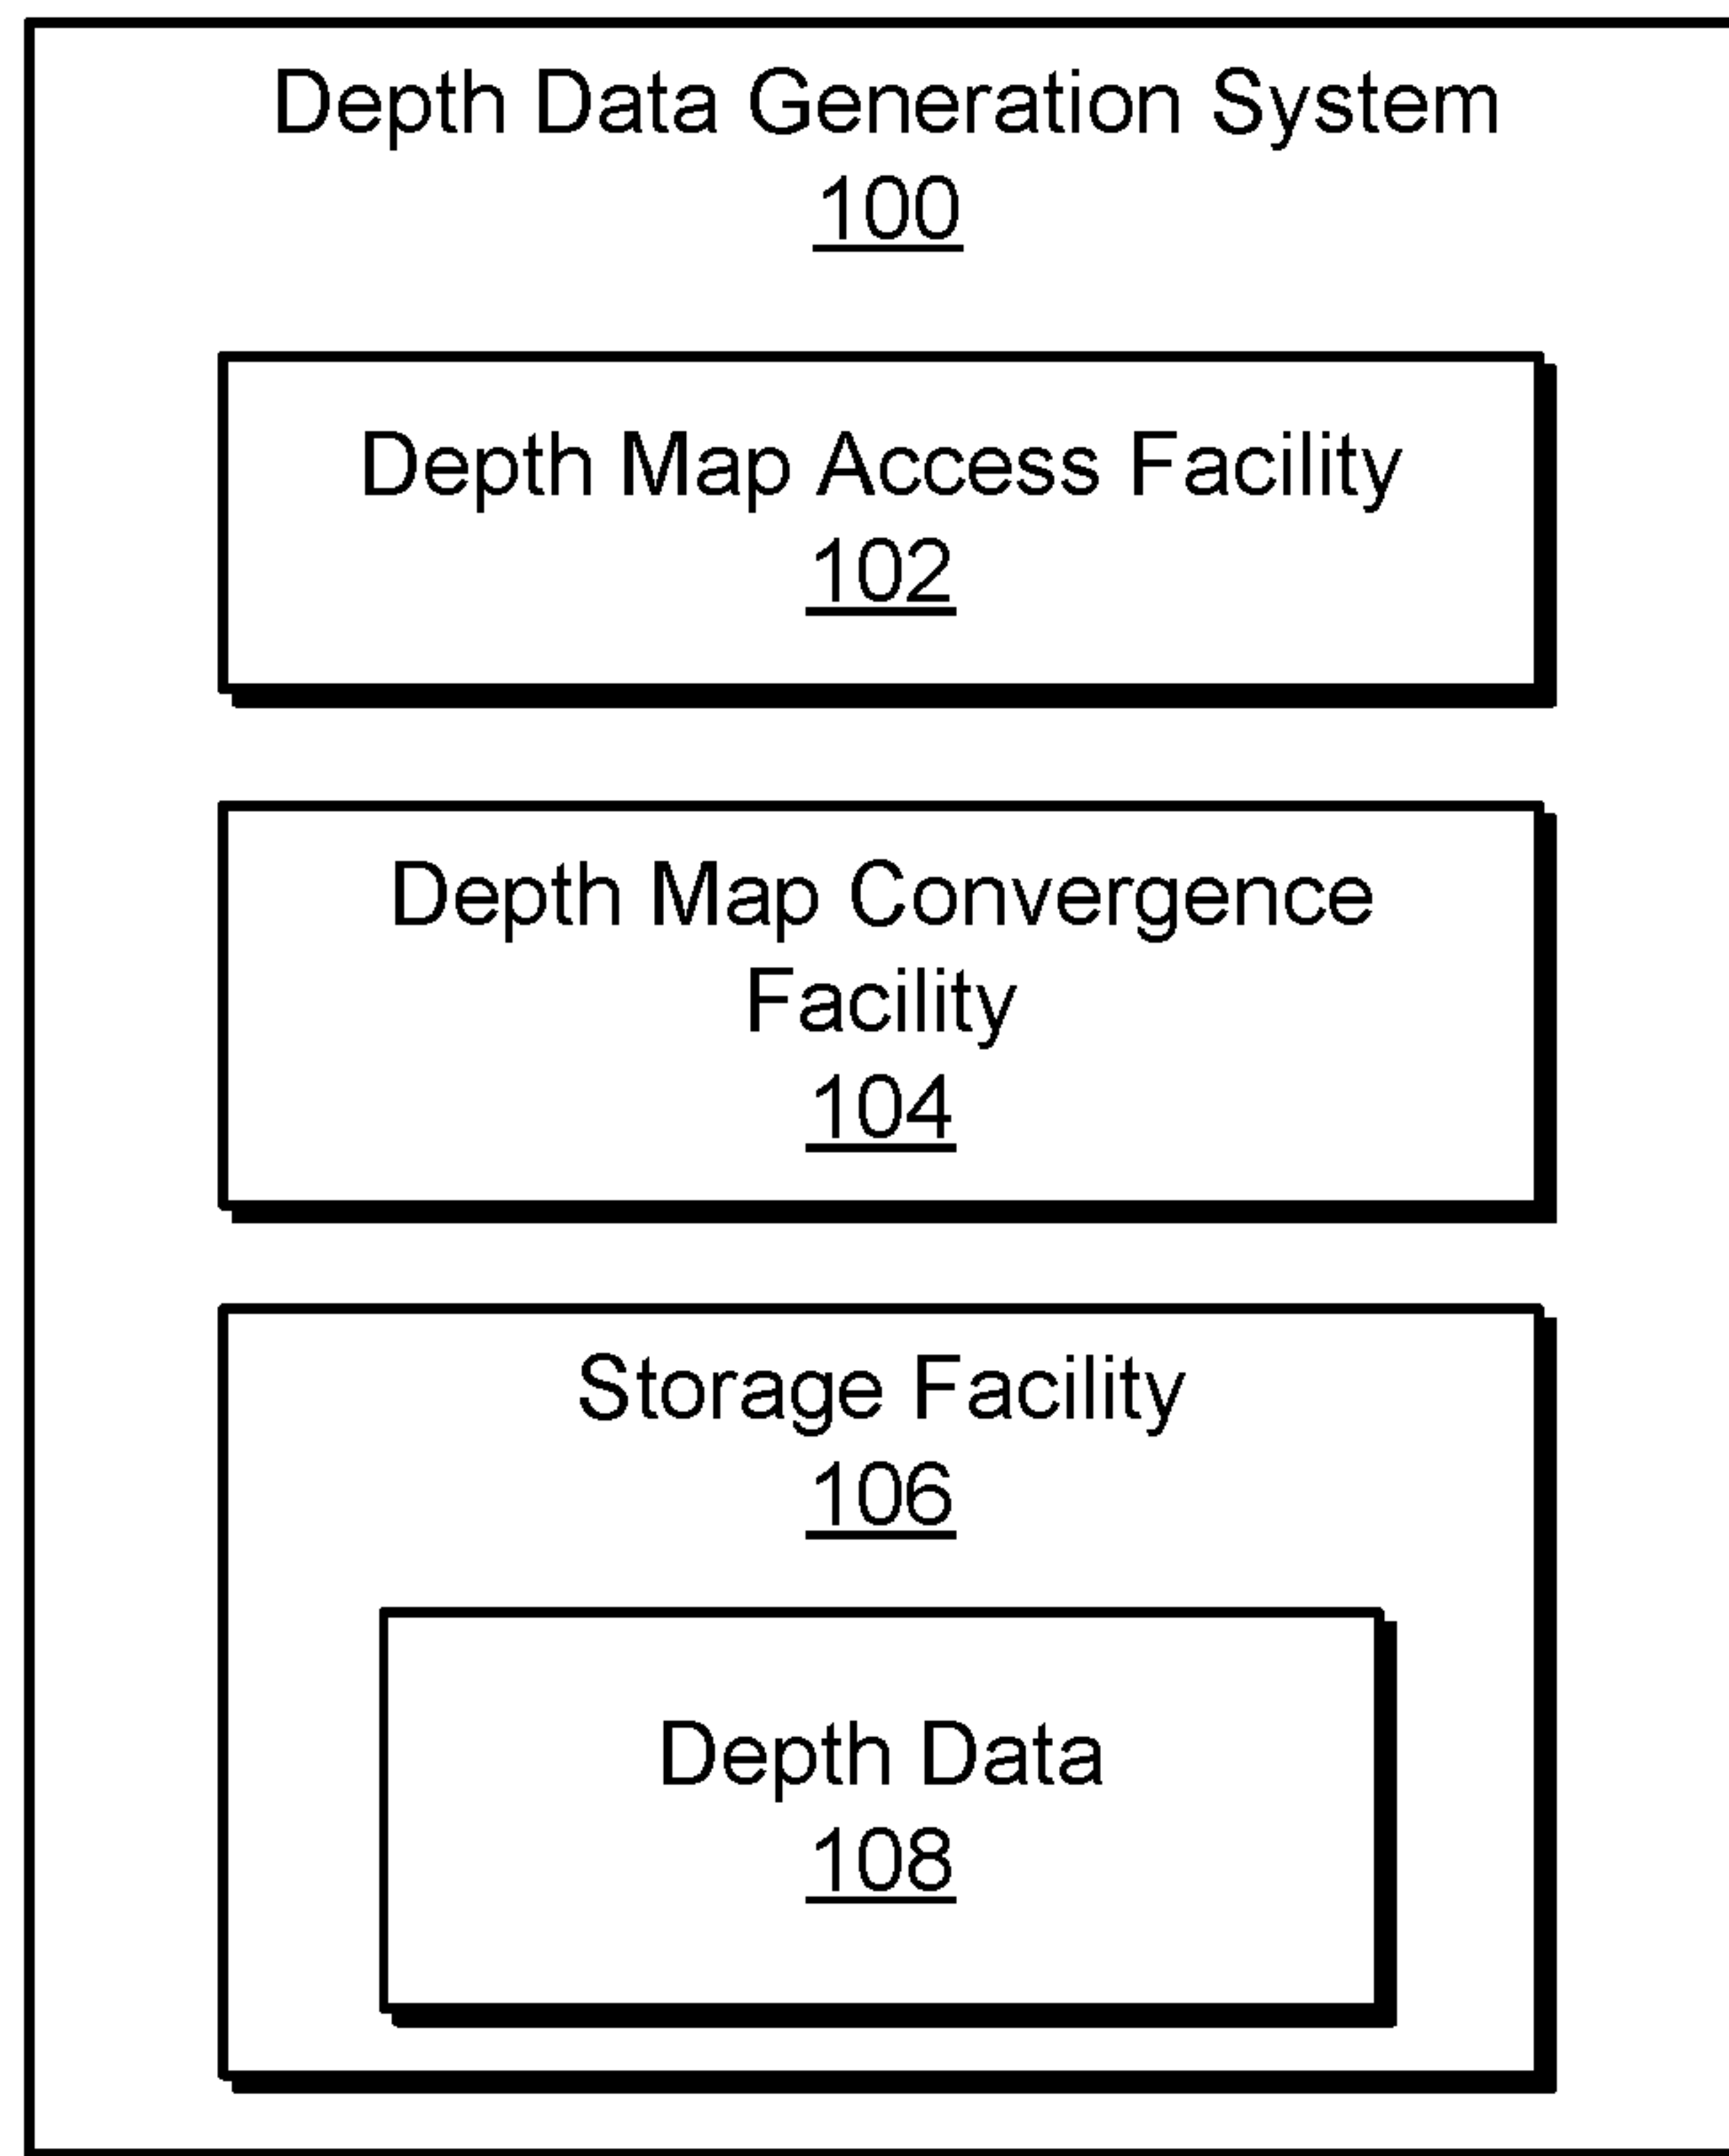 Depth Data Generation System
100
Depth Map Access Facility
102
Depth Map Convergence
Facility
104
Storage Facility
106
Depth Data
108